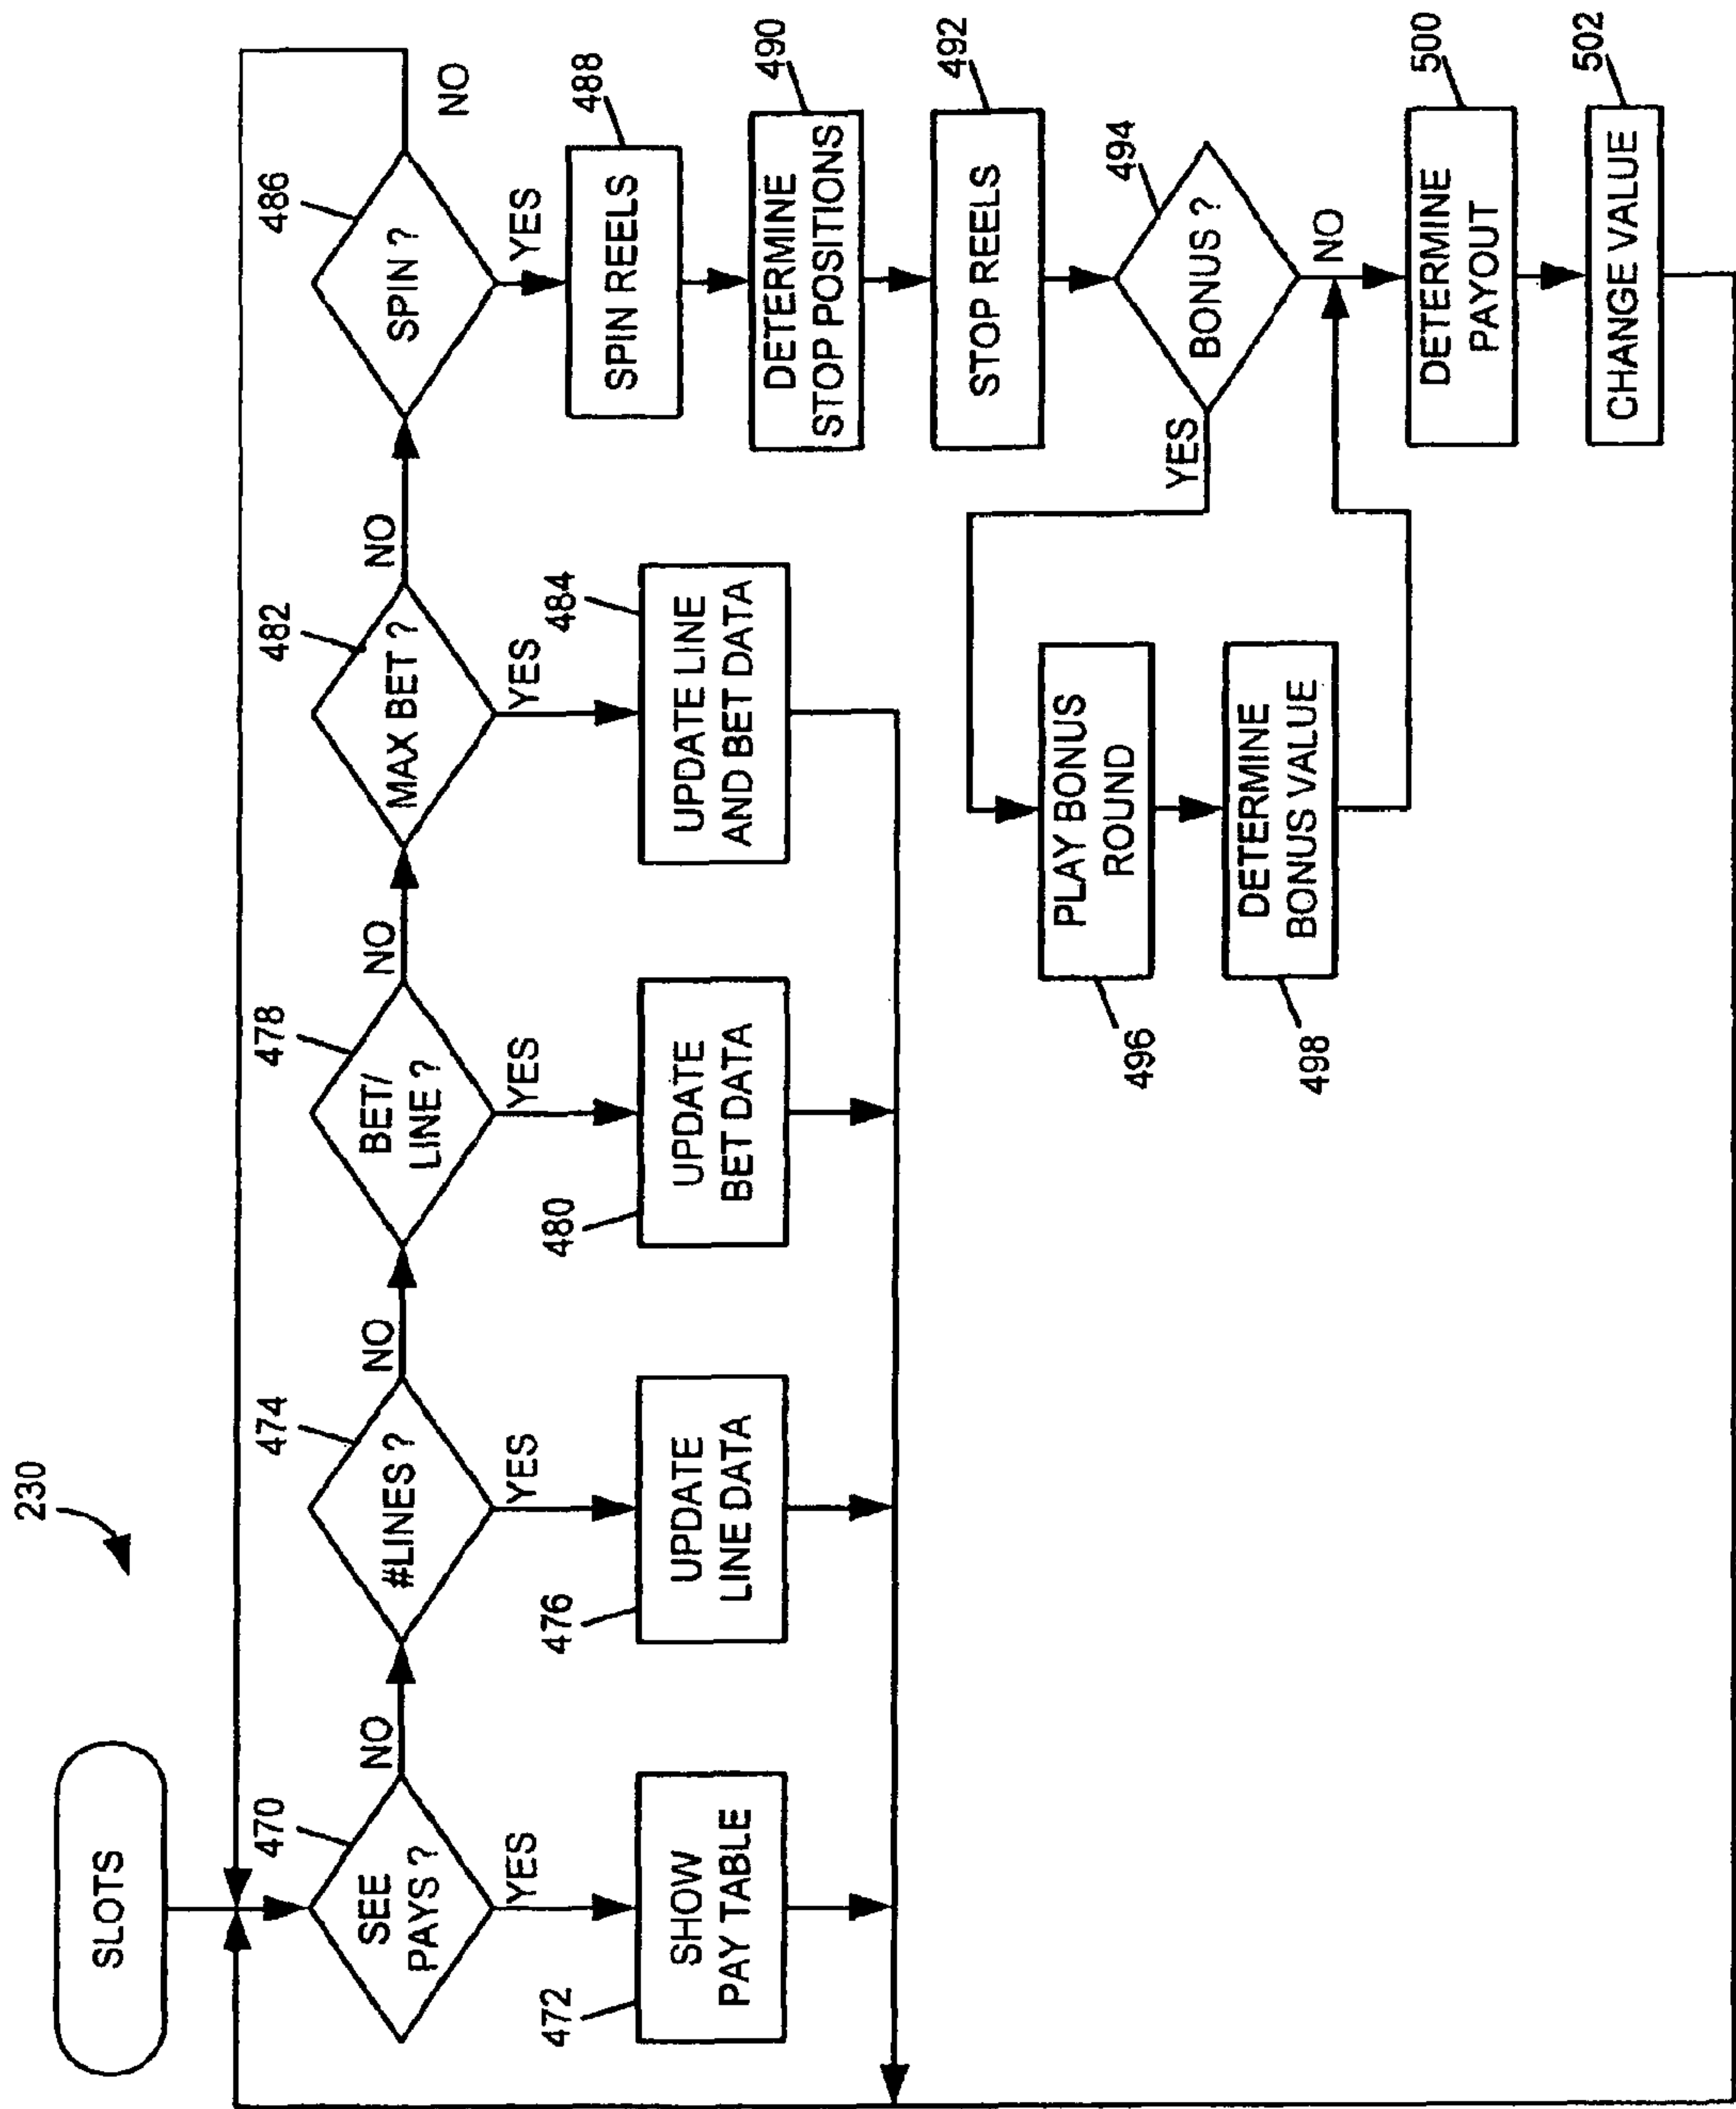 230
SLOTS
470
SEE
PAYS ?
NO
YES
472
SHOW
PAY TABLE
474
#LINES ?
NO
YES
476
UPDATE
LINE DATA
478
BET/
LINE ?
NO
YES
480
UPDATE
BET DATA
482
MAX BET ?
NO
YES
484
UPDATE LINE
AND BET DATA
486
SPIN ?
NO
YES
488
SPIN REELS
490
DETERMINE
STOP POSITIONS
492
STOP REELS
494
BONUS ?
YES
NO
496
PLAY BONUS
ROUND
498
DETERMINE
BONUS VALUE
500
DETERMINE
PAYOUT
502
CHANGE VALUE